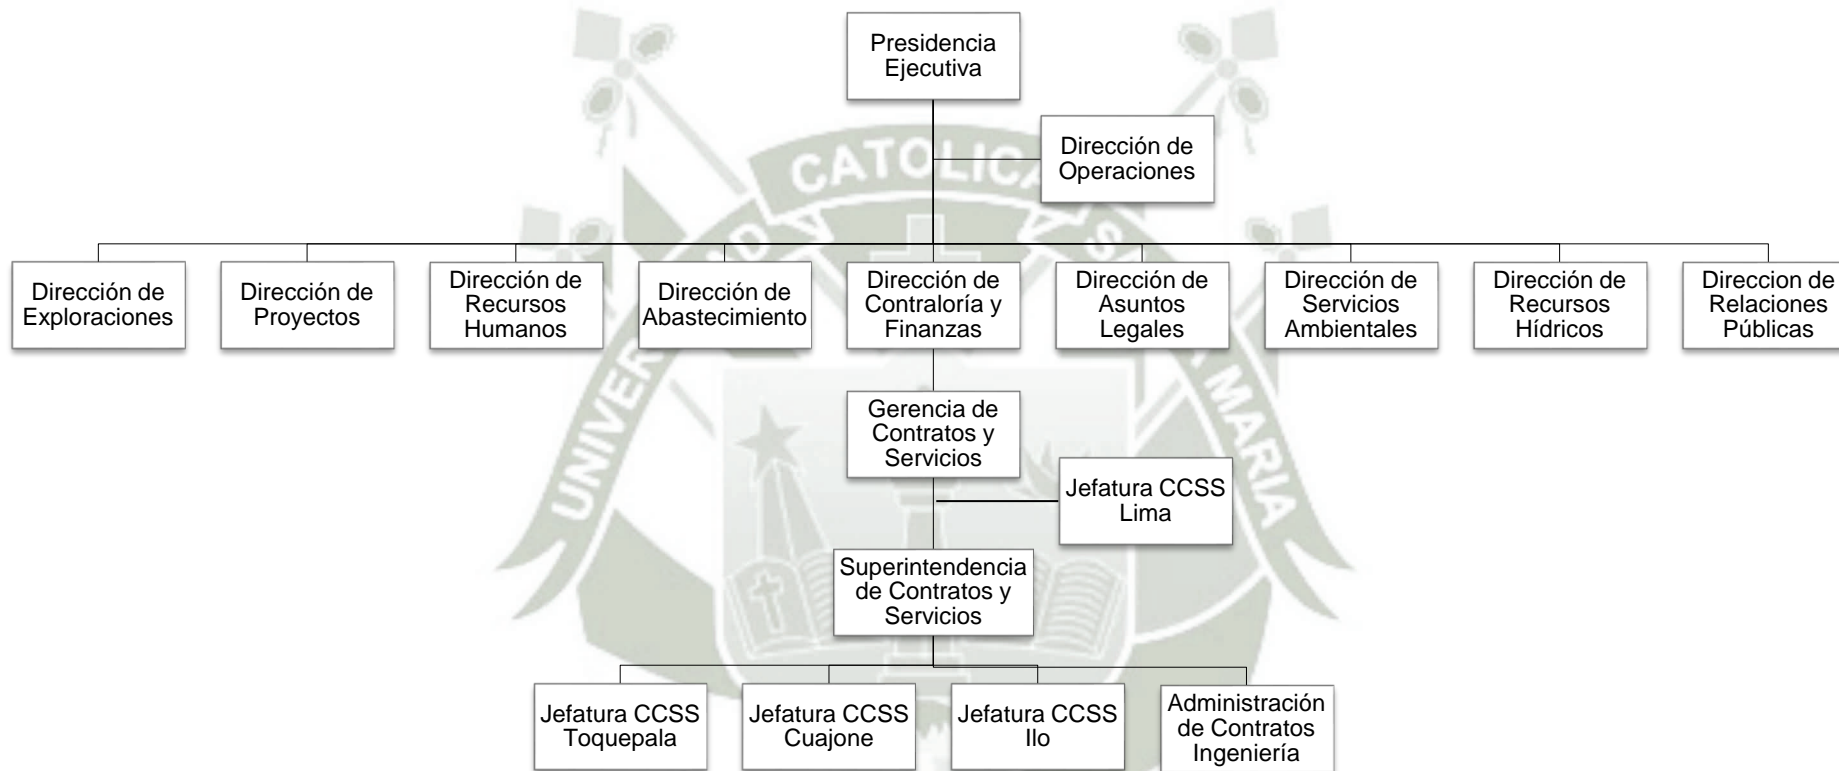 Presidencia
Ejecutiva
Dirección de
Operaciones
Dirección de
Exploraciones
Dirección de
Proyectos
Dirección de
Recursos
Humanos
Dirección de
Abastecimiento
Dirección de
Contraloría y
Finanzas
Dirección de
Asuntos
Legales
Dirección de
Servicios
Ambientales
Dirección de
Recursos
Hídricos
Direccion de
Relaciones
Públicas
Gerencia de
Contratos y
Servicios
Jefatura CCSS
Lima
Superintendencia
de Contratos y
Servicios
Jefatura CCSS
Toquepala
Jefatura CCSS
Cuajone
Jefatura CCSS
Ilo
Administración
de Contratos
Ingeniería
CATOLICA
MARIA